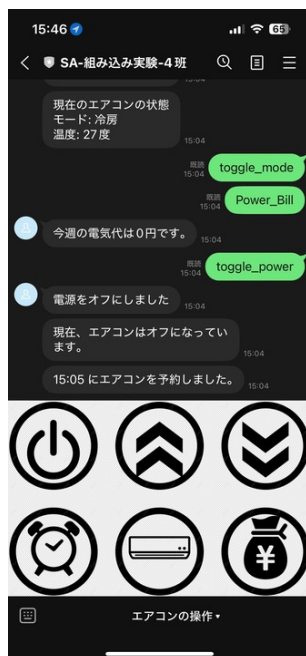 15:46
65
SA-組み込み実験-4班
現在のエアコンの状態
モード: 冷房
温度: 27度
15:04
既読
15:04
toggle_mode
既読
15:04
Power_Bill
今週の電気代は0円です。
15:04
既読
15:04
toggle_power
電源をオフにしました
現在、エアコンはオフになってい
ます。
15:04
15:05 にエアコンを予約しました。
15:04
¥
エアコンの操作▾